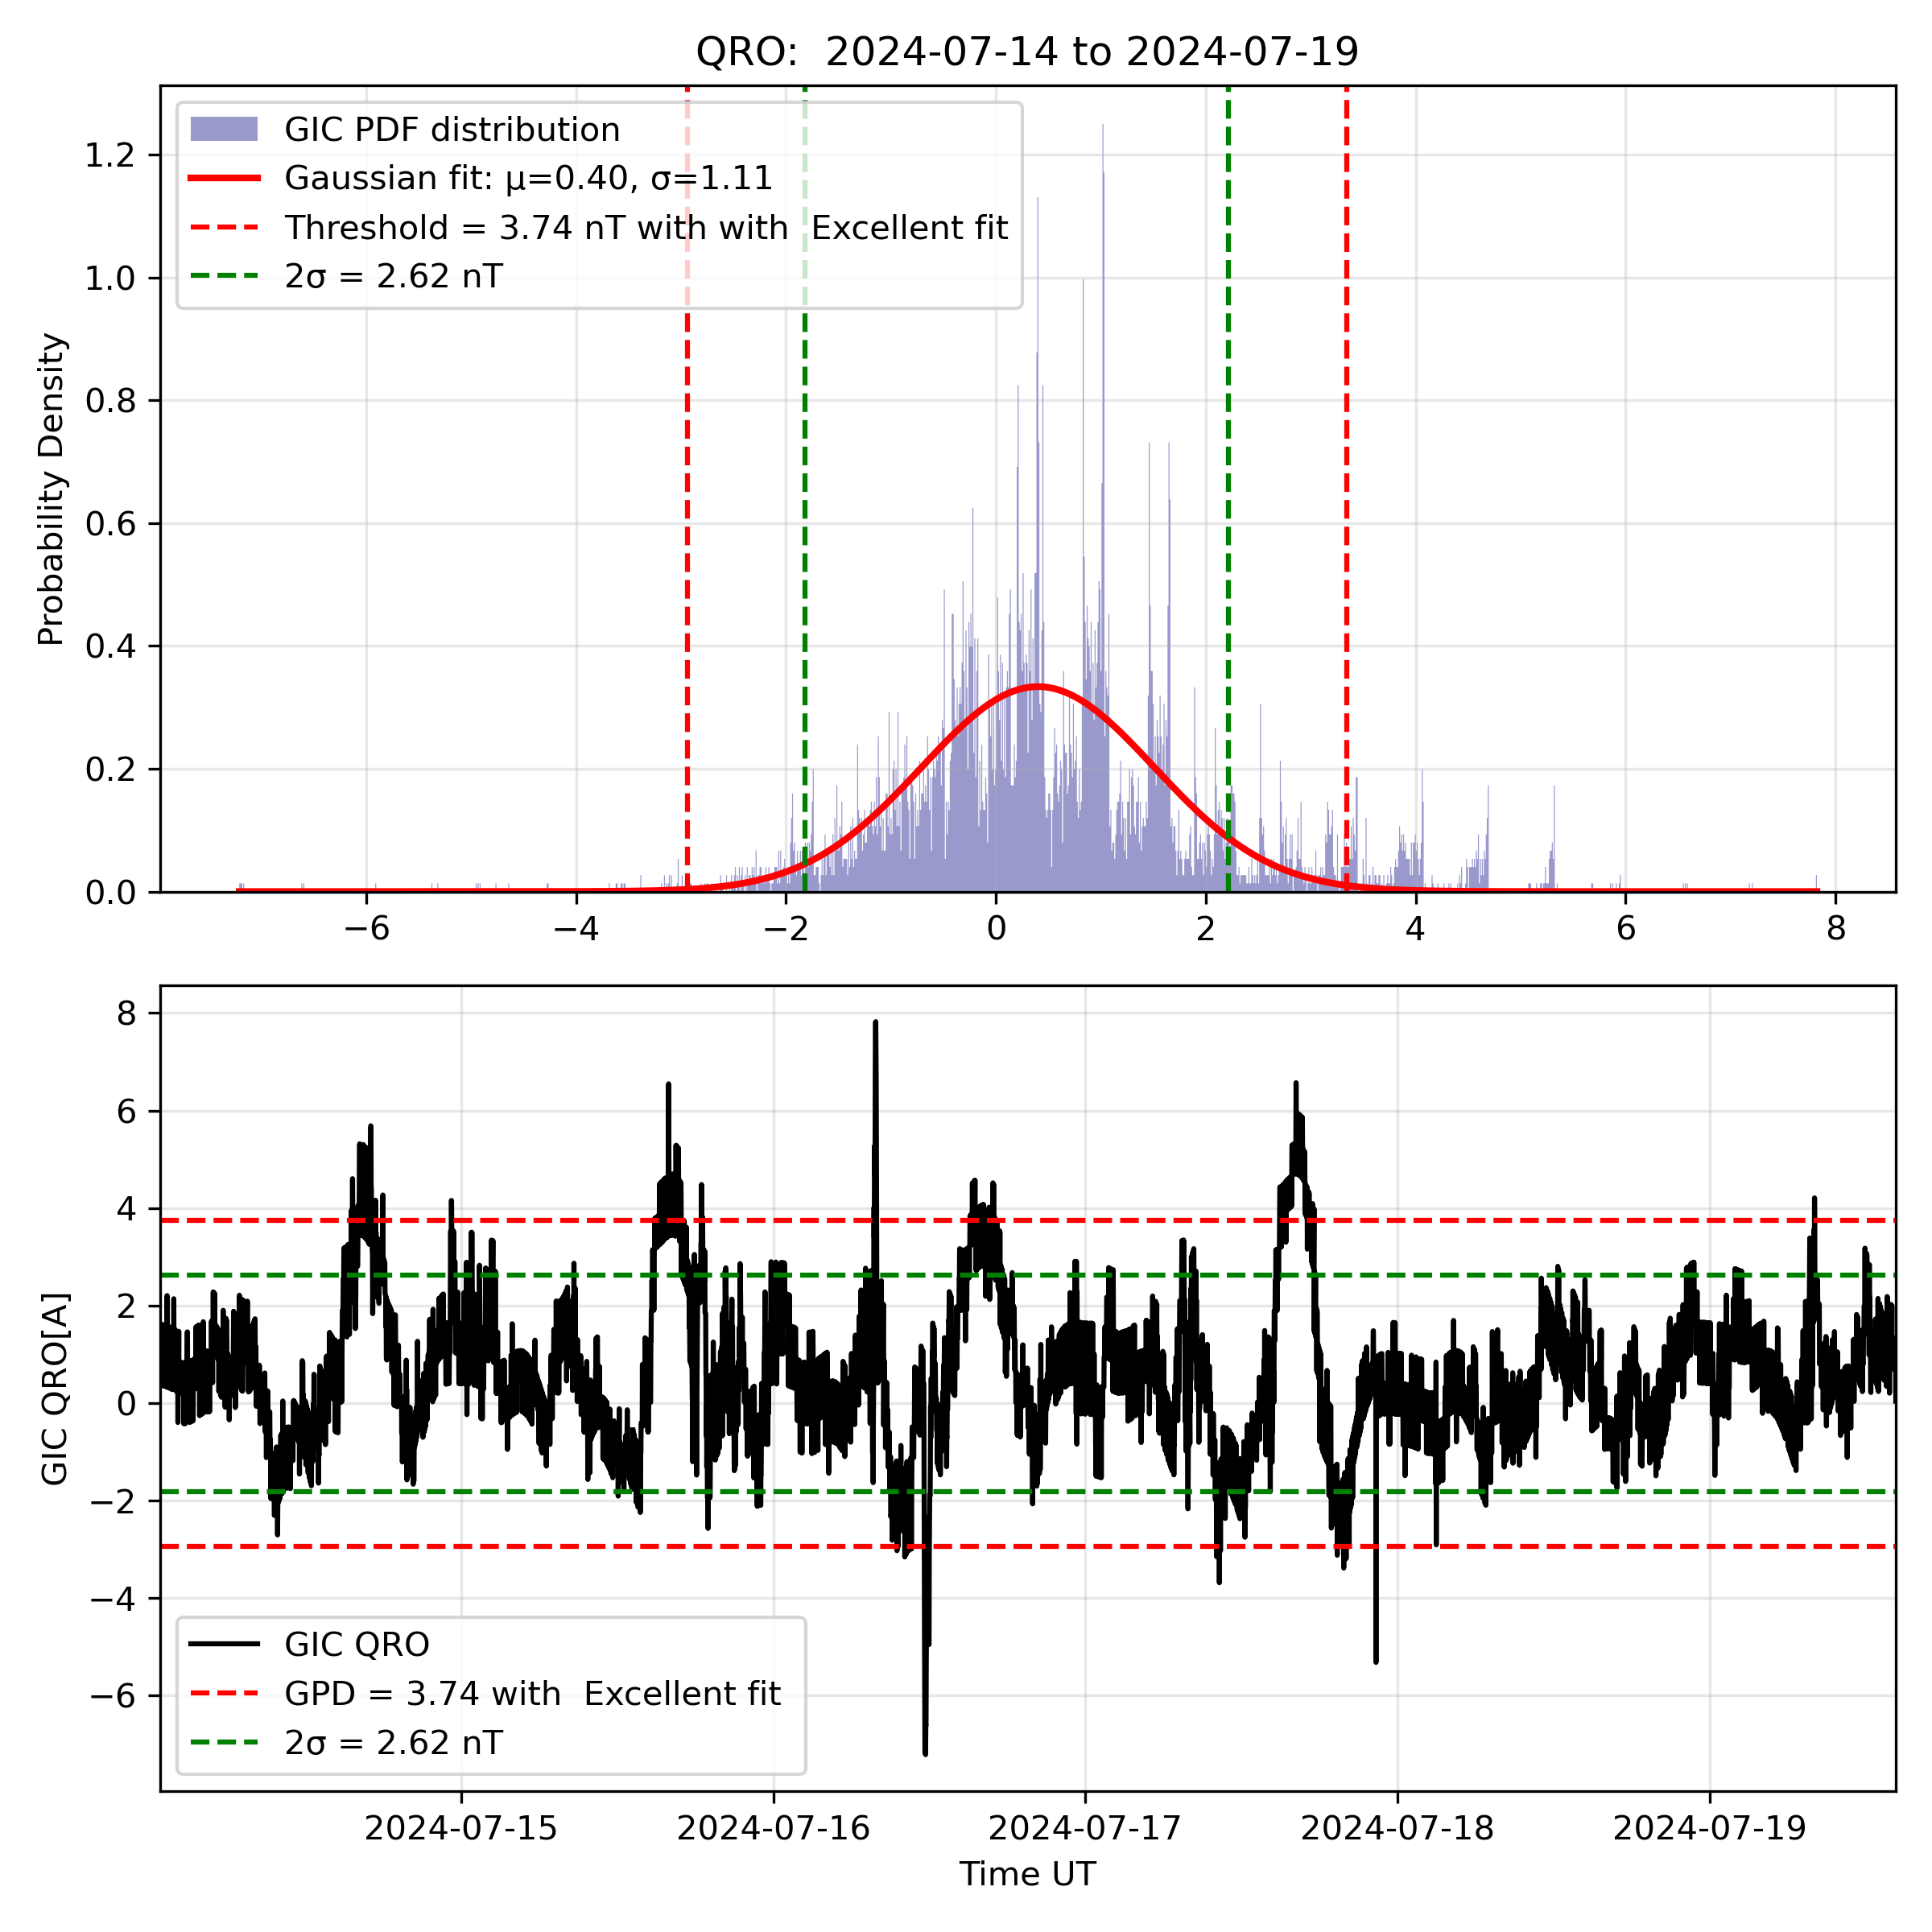 QRO:  2024-07-14 to 2024-07-19
GIC PDF distribution
Gaussian fit: μ=0.40, σ=1.11
Threshold = 3.74 nT with with  Excellent fit
2σ = 2.62 nT
Probability Density
1.2
1.0
0.8
0.6
0.4
0.2
0.0
−6 −4 −2 0 2 4 6 8
GIC QRO[A]
8
6
4
2
0
−2
−4
−6
GIC QRO
GPD = 3.74 with  Excellent fit
2σ = 2.62 nT
2024-07-15 2024-07-16 2024-07-17 2024-07-18 2024-07-19
Time UT